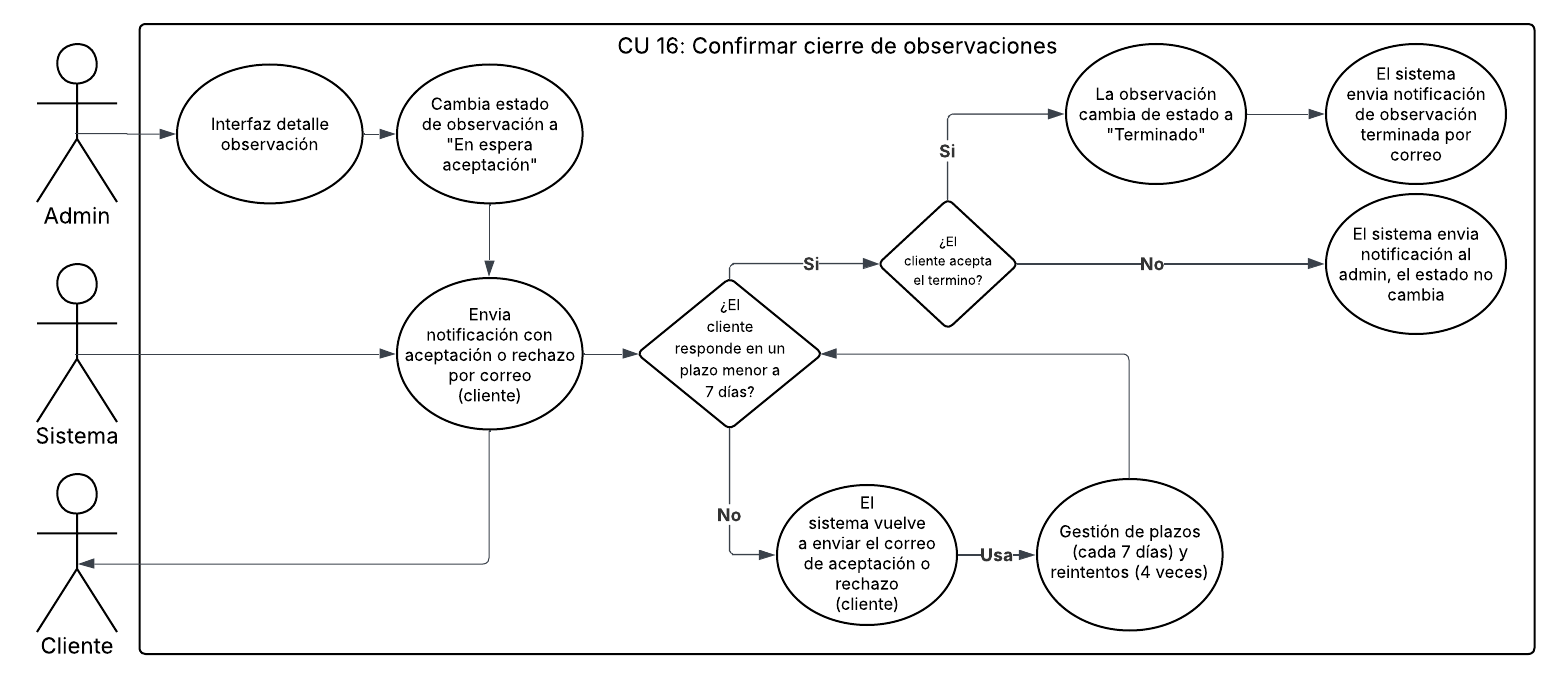 CU 16: Confirmar cierre de observaciones
Admin
Interfaz detalle
observación
Cambia estado
de observación a
"En espera
aceptación"
La observación
cambia de estado a
"Terminado"
El sistema
envia notificación
de observación
terminada por
correo
Si
¿El
cliente acepta
el termino?
No
El sistema envia
notificación al
admin, el estado no
cambia
Sistema
Envia
notificación con
aceptación o rechazo
por correo
(cliente)
Si
¿El
cliente
responde en un
plazo menor a
7 días?
No
El
sistema vuelve
a enviar el correo
de aceptación o
rechazo
(cliente)
Usa
Gestión de plazos
(cada 7 días) y
reintentos (4 veces)
Cliente